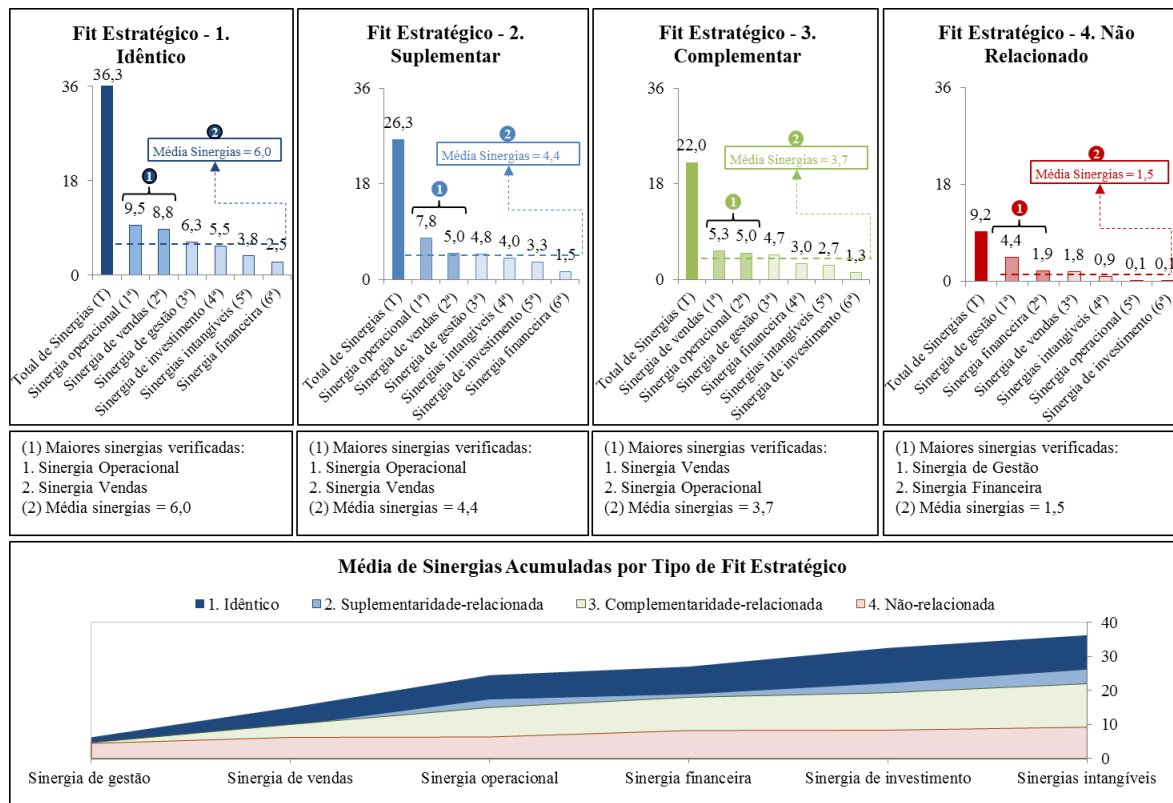 Fit Estratégico - 1.
Idêntico
36,3
36
18
0
2
Média Sinergias = 6,0
1
9,5
8,8
6,3
5,5
3,8
2,5
Total de Sinergias (T)
Sinergia operacional (1ª)
Sinergia de vendas (2ª)
Sinergia de gestão (3ª)
Sinergia de investimento (4ª)
Sinergias intangíveis (5ª)
Sinergia financeira (6ª)
Fit Estratégico - 2.
Suplementar
36
18
0
26,3
2
Média Sinergias = 4,4
1
7,8
5,0
4,8
4,0
3,3
1,5
Total de Sinergias (T)
Sinergia operacional (1ª)
Sinergia de vendas (2ª)
Sinergia de gestão (3ª)
Sinergias intangíveis (4ª)
Sinergia de investimento (5ª)
Sinergia financeira (6ª)
Fit Estratégico - 3.
Complementar
36
18
0
22,0
2
Média Sinergias = 3,7
1
5,3
5,0
4,7
3,0
2,7
1,3
Total de Sinergias (T)
Sinergia de vendas (1ª)
Sinergia operacional (2ª)
Sinergia de gestão (3ª)
Sinergia financeira (4ª)
Sinergias intangíveis (5ª)
Sinergia de investimento (6ª)
Fit Estratégico - 4. Não
Relacionado
36
18
0
2
Média Sinergias = 1,5
1
9,2
4,4
1,9
1,8
0,9
0,1
0,1
Total de Sinergias (T)
Sinergia de gestão (1ª)
Sinergia financeira (2ª)
Sinergia de vendas (3ª)
Sinergias intangíveis (4ª)
Sinergia operacional (5ª)
Sinergia de investimento (6ª)
(1) Maiores sinergias verificadas:
1. Sinergia Operacional
2. Sinergia Vendas
(2) Média sinergias = 6,0
(1) Maiores sinergias verificadas:
1. Sinergia Operacional
2. Sinergia Vendas
(2) Média sinergias = 4,4
(1) Maiores sinergias verificadas:
1. Sinergia Vendas
2. Sinergia Operacional
(2) Média sinergias = 3,7
(1) Maiores sinergias verificadas:
1. Sinergia de Gestão
2. Sinergia Financeira
(2) Média sinergias = 1,5
Média de Sinergias Acumuladas por Tipo de Fit Estratégico
1. Idêntico
2. Suplementaridade-relacionada
3. Complementaridade-relacionada
4. Não-relacionada
40
30
20
10
0
Sinergia de gestão
Sinergia de vendas
Sinergia operacional
Sinergia financeira
Sinergia de investimento
Sinergias intangíveis